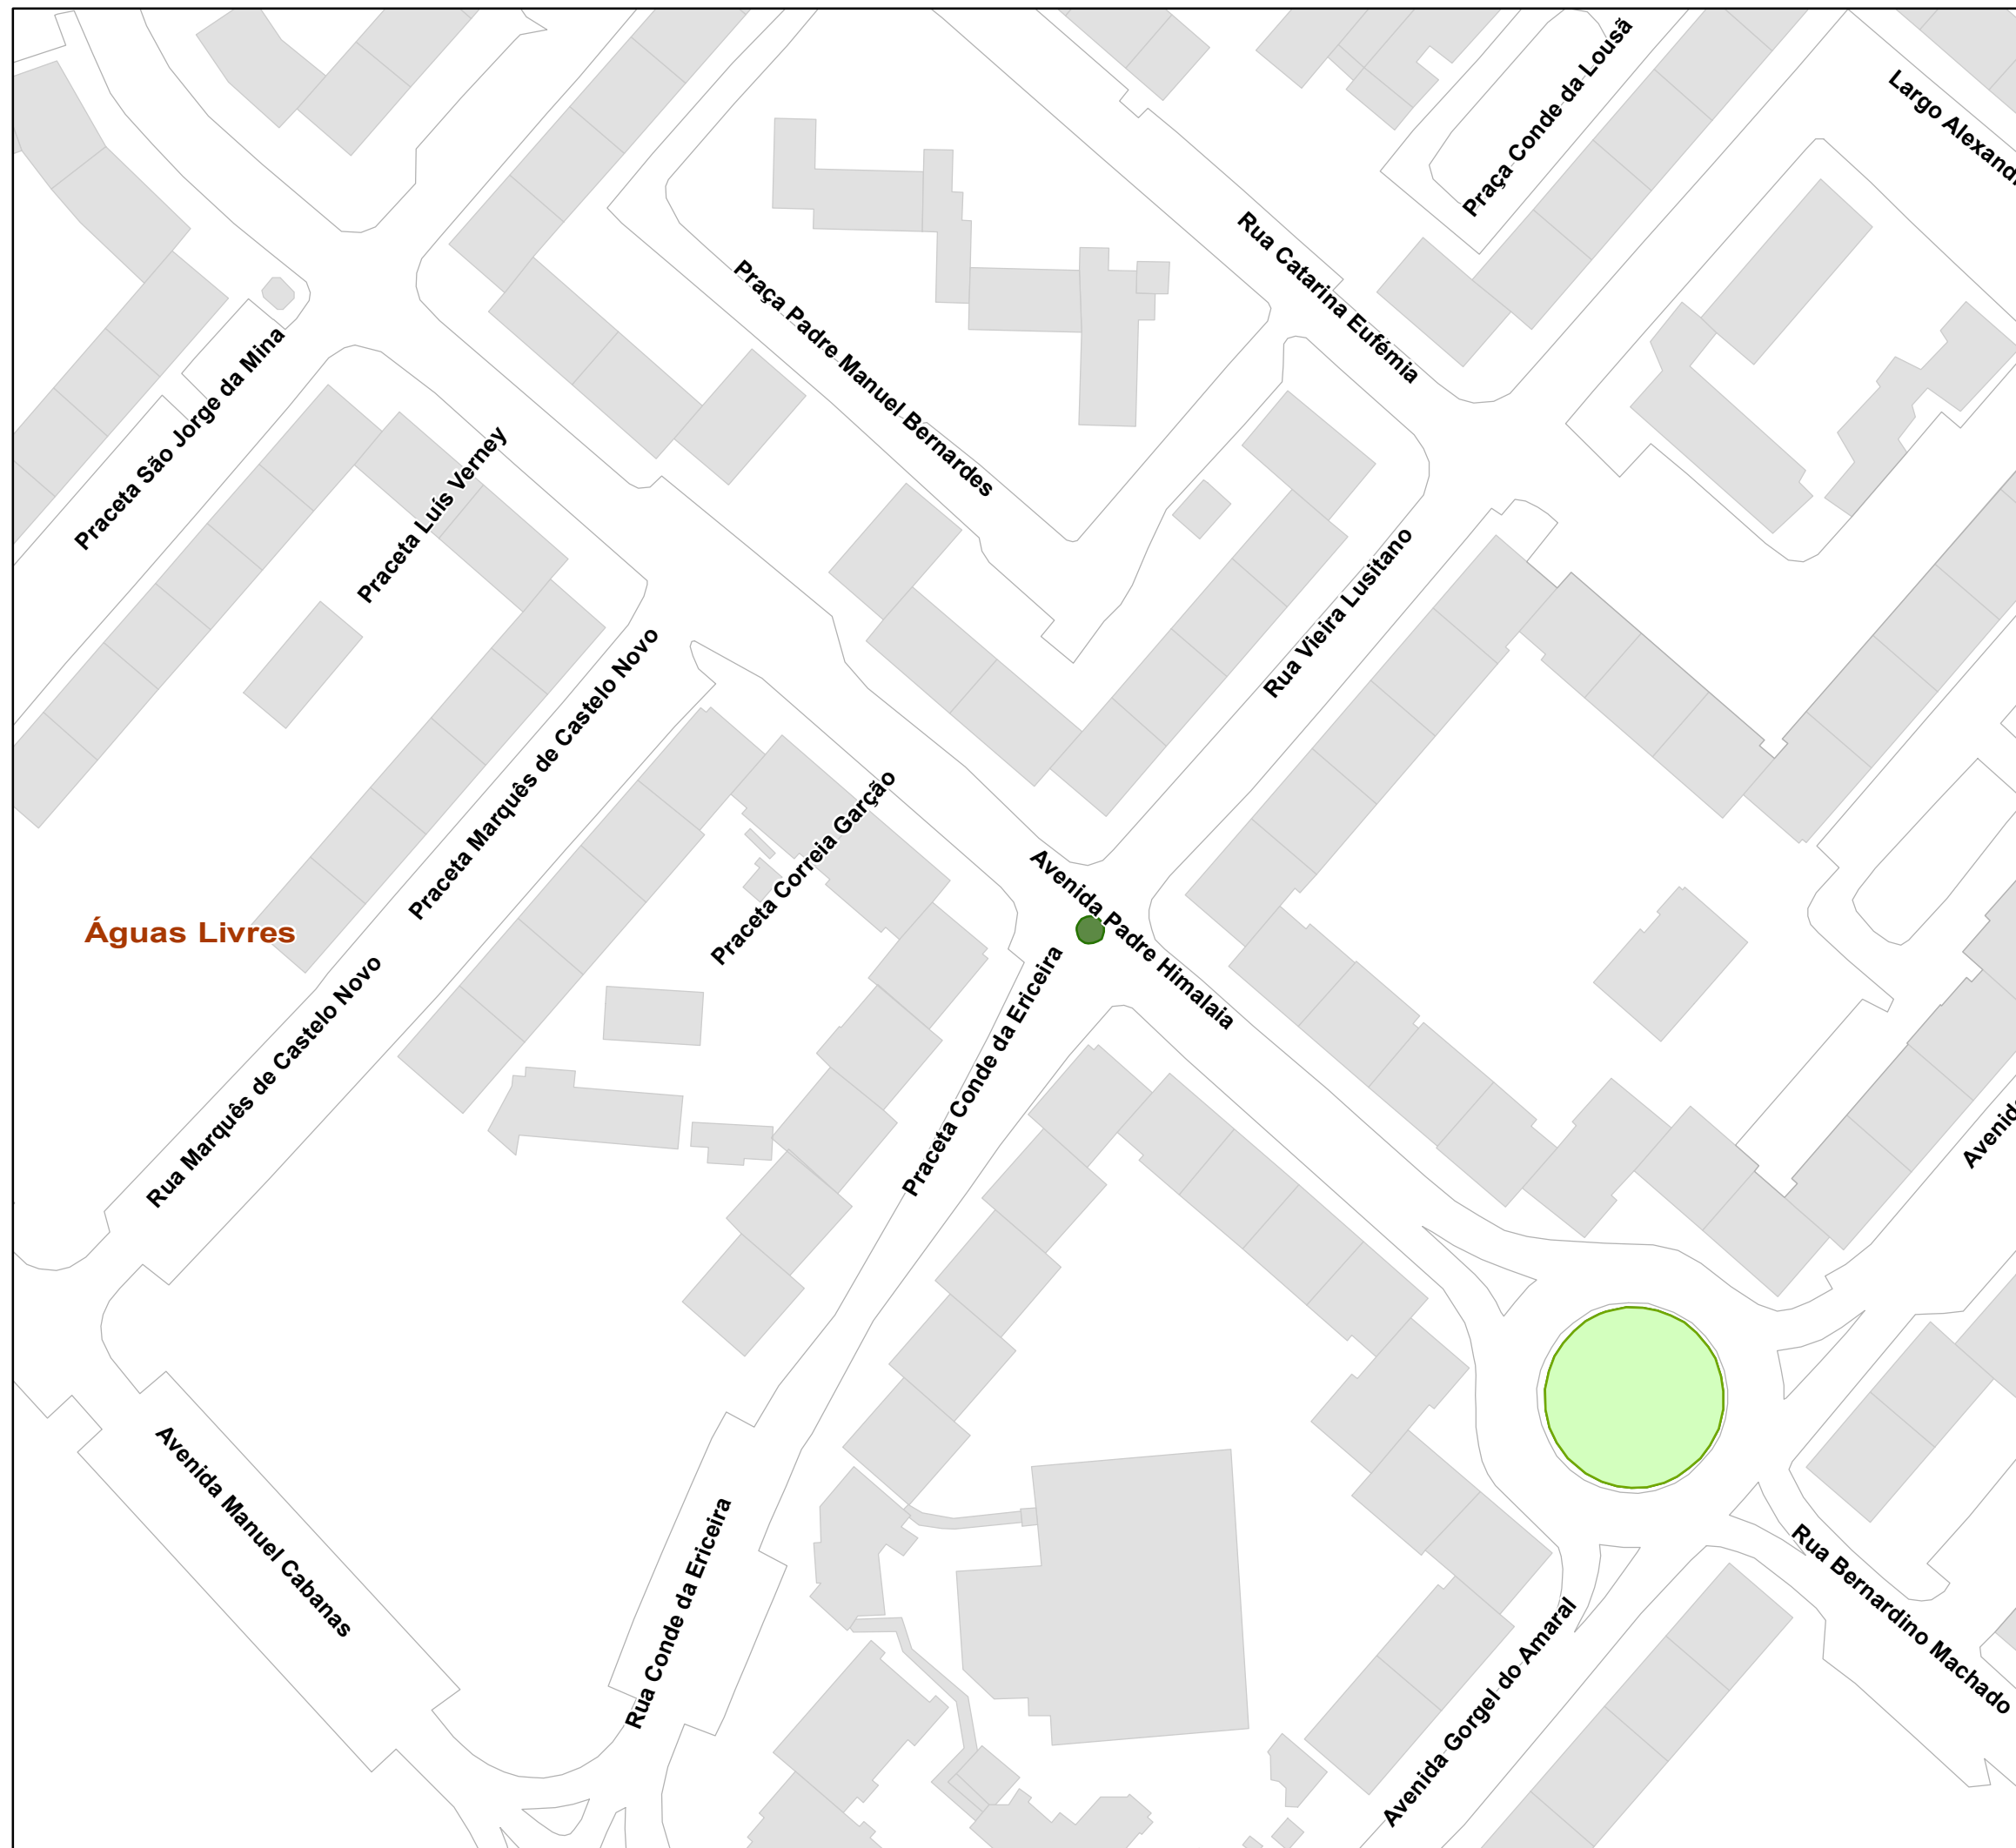 Praça Conde da Lousã
Largo Alexand
Rua Catarina Eufémia
Praça Padre Manuel Bernardes
Praceta São Jorge da Mina
Praceta Luís Verney
Rua Vieira Lusitano
Praceta Marquês de Castelo Novo
Praceta Correia Garção
Avenida Padre Himalaia
Águas Livres
Rua Marquês de Castelo Novo
Praceta Conde da Ericeira
Avenida
Avenida Manuel Cabanas
Rua Conde da Ericeira
Rua Bernardino Machado
Avenida Gorgel do Amaral